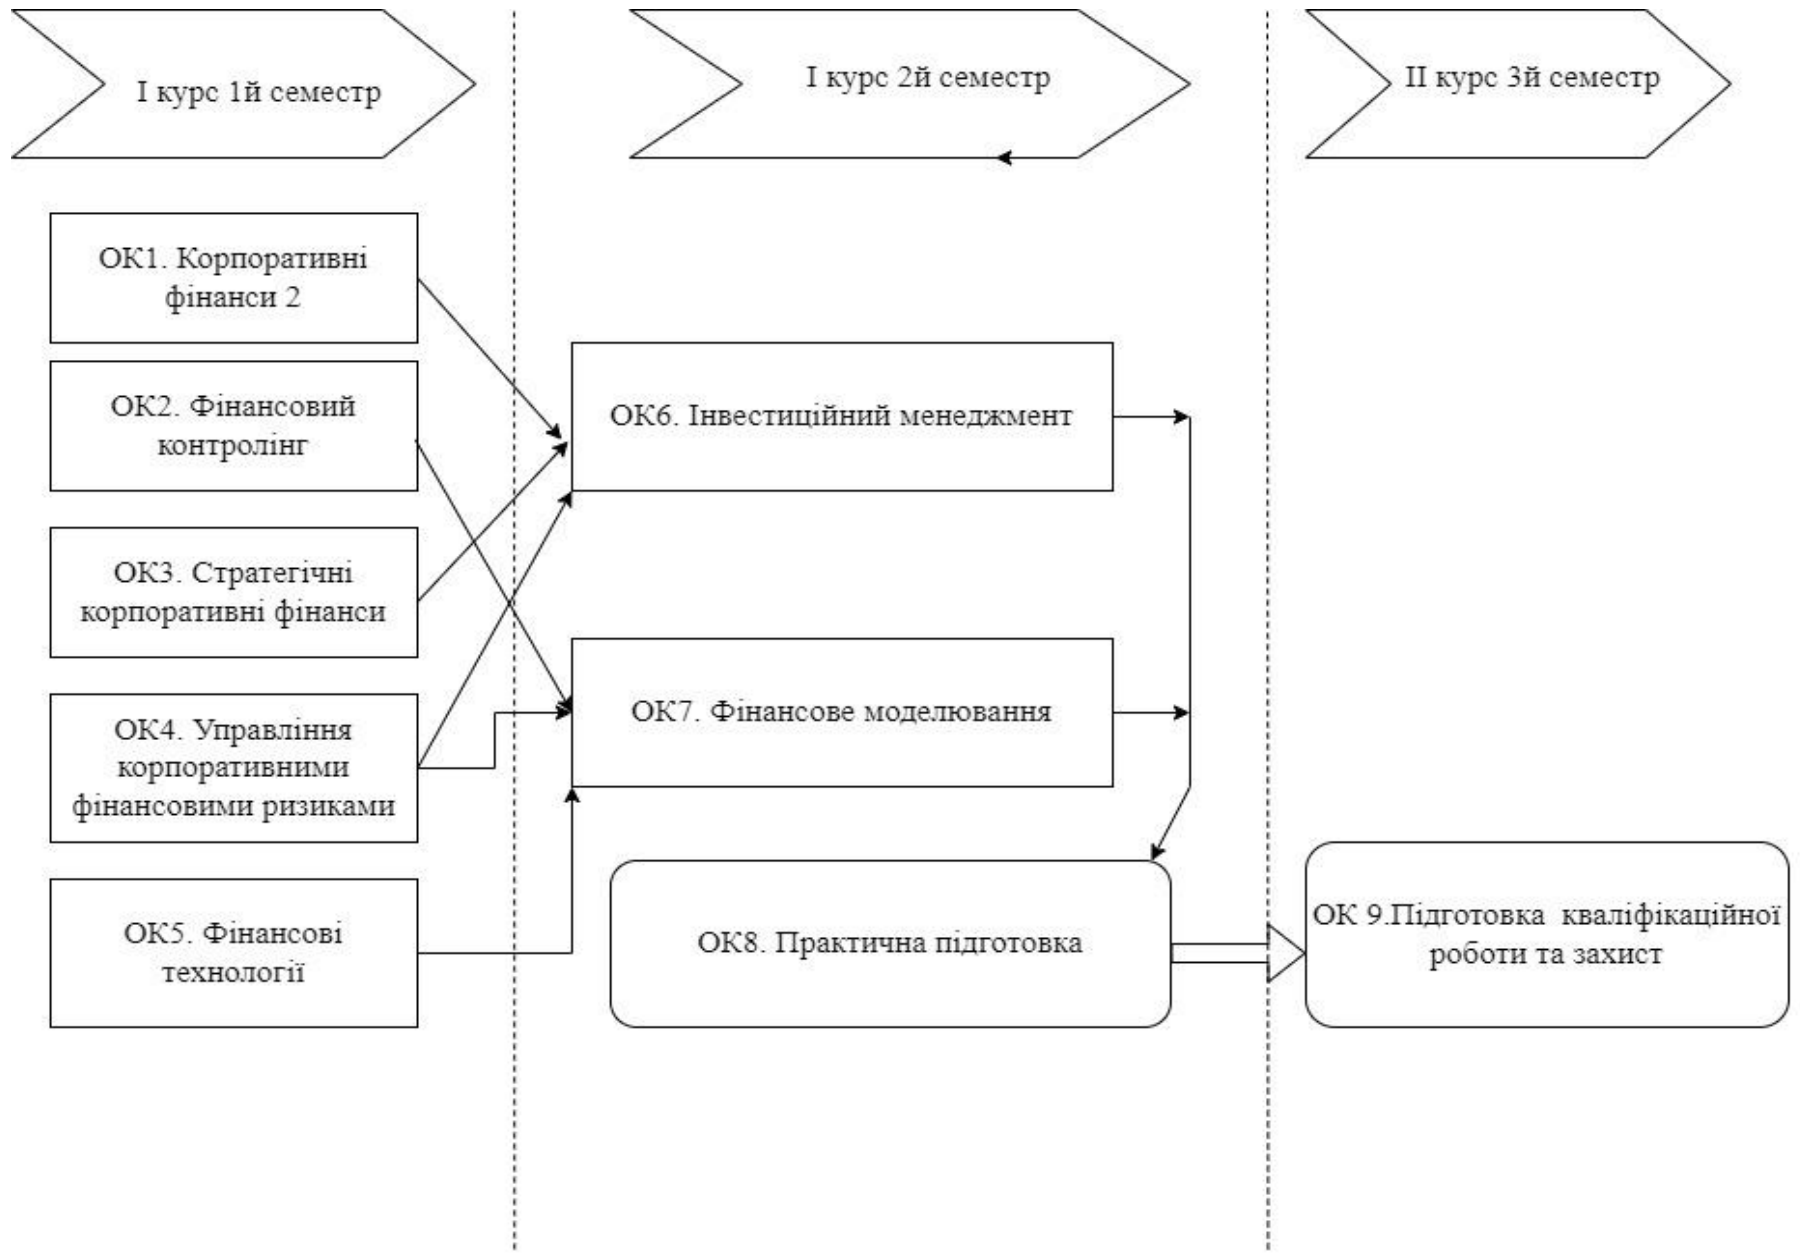 І курс 1й семестр
І курс 2й семестр
ІІ курс 3й семестр
ОК1. Корпоративні
фінанси 2
ОК2. Фінансовий
контролінг
ОК3. Стратегічні
корпоративні фінанси
ОК4. Управління
корпоративними
фінансовими ризиками
ОК5. Фінансові
технології
ОК6. Інвестиційний менеджмент
ОК7. Фінансове моделювання
ОК8. Практична підготовка
ОК 9.Підготовка  кваліфікаційної
роботи та захист